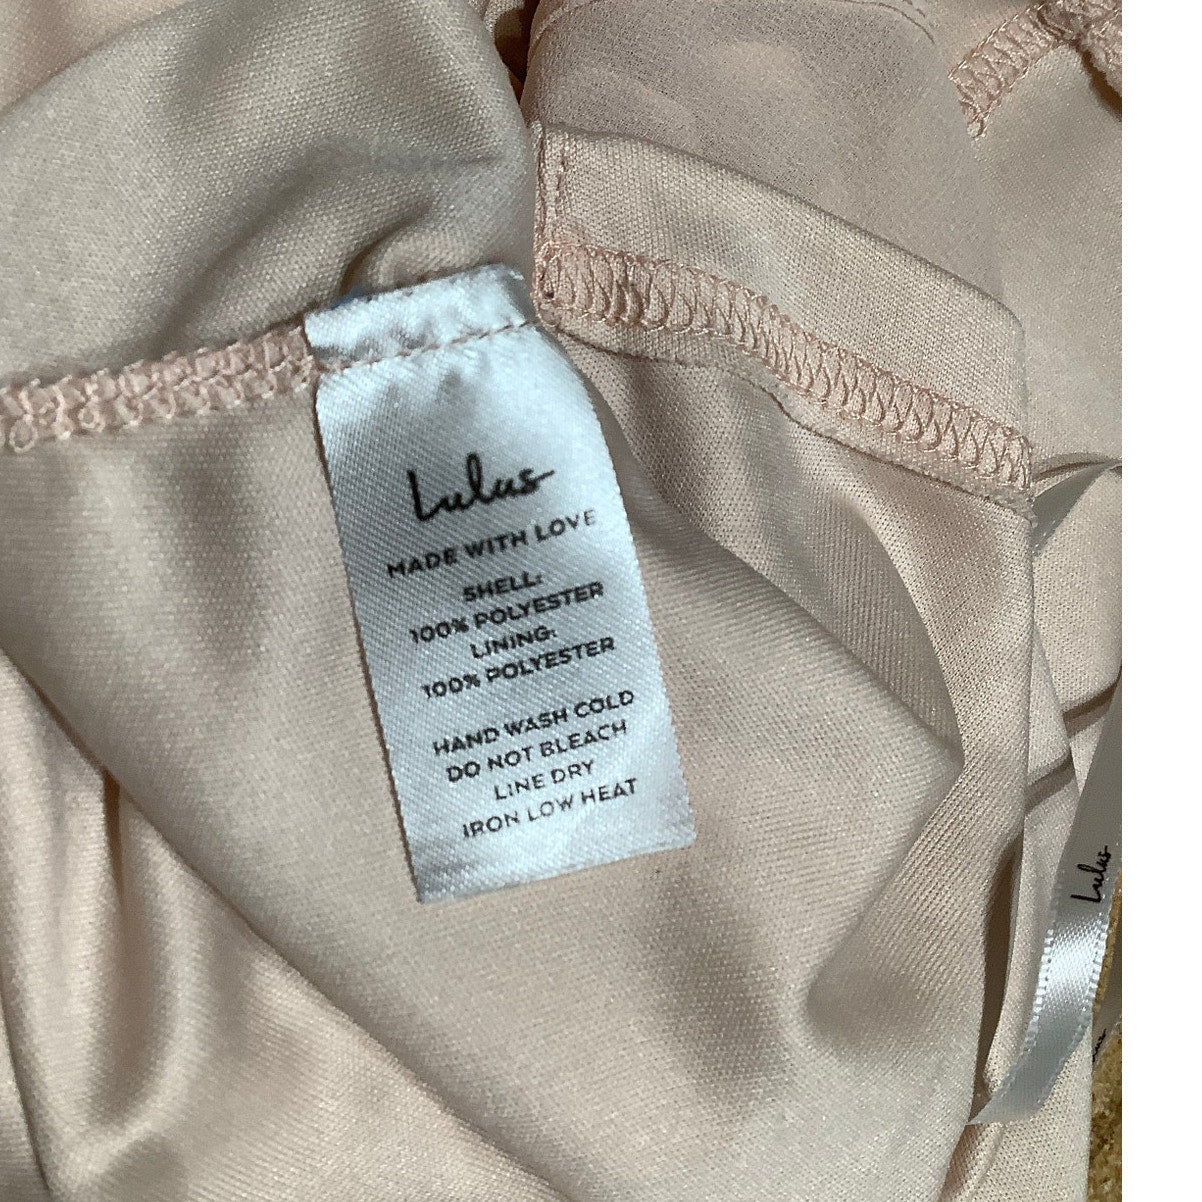 Lulus
MADE WITH LOVE
SHELL:
100% POLYESTER
LINING:
100% POLYESTER
HAND WASH COLD
DO NOT BLEACH
LINE DRY
IRON LOW HEAT
Lulus